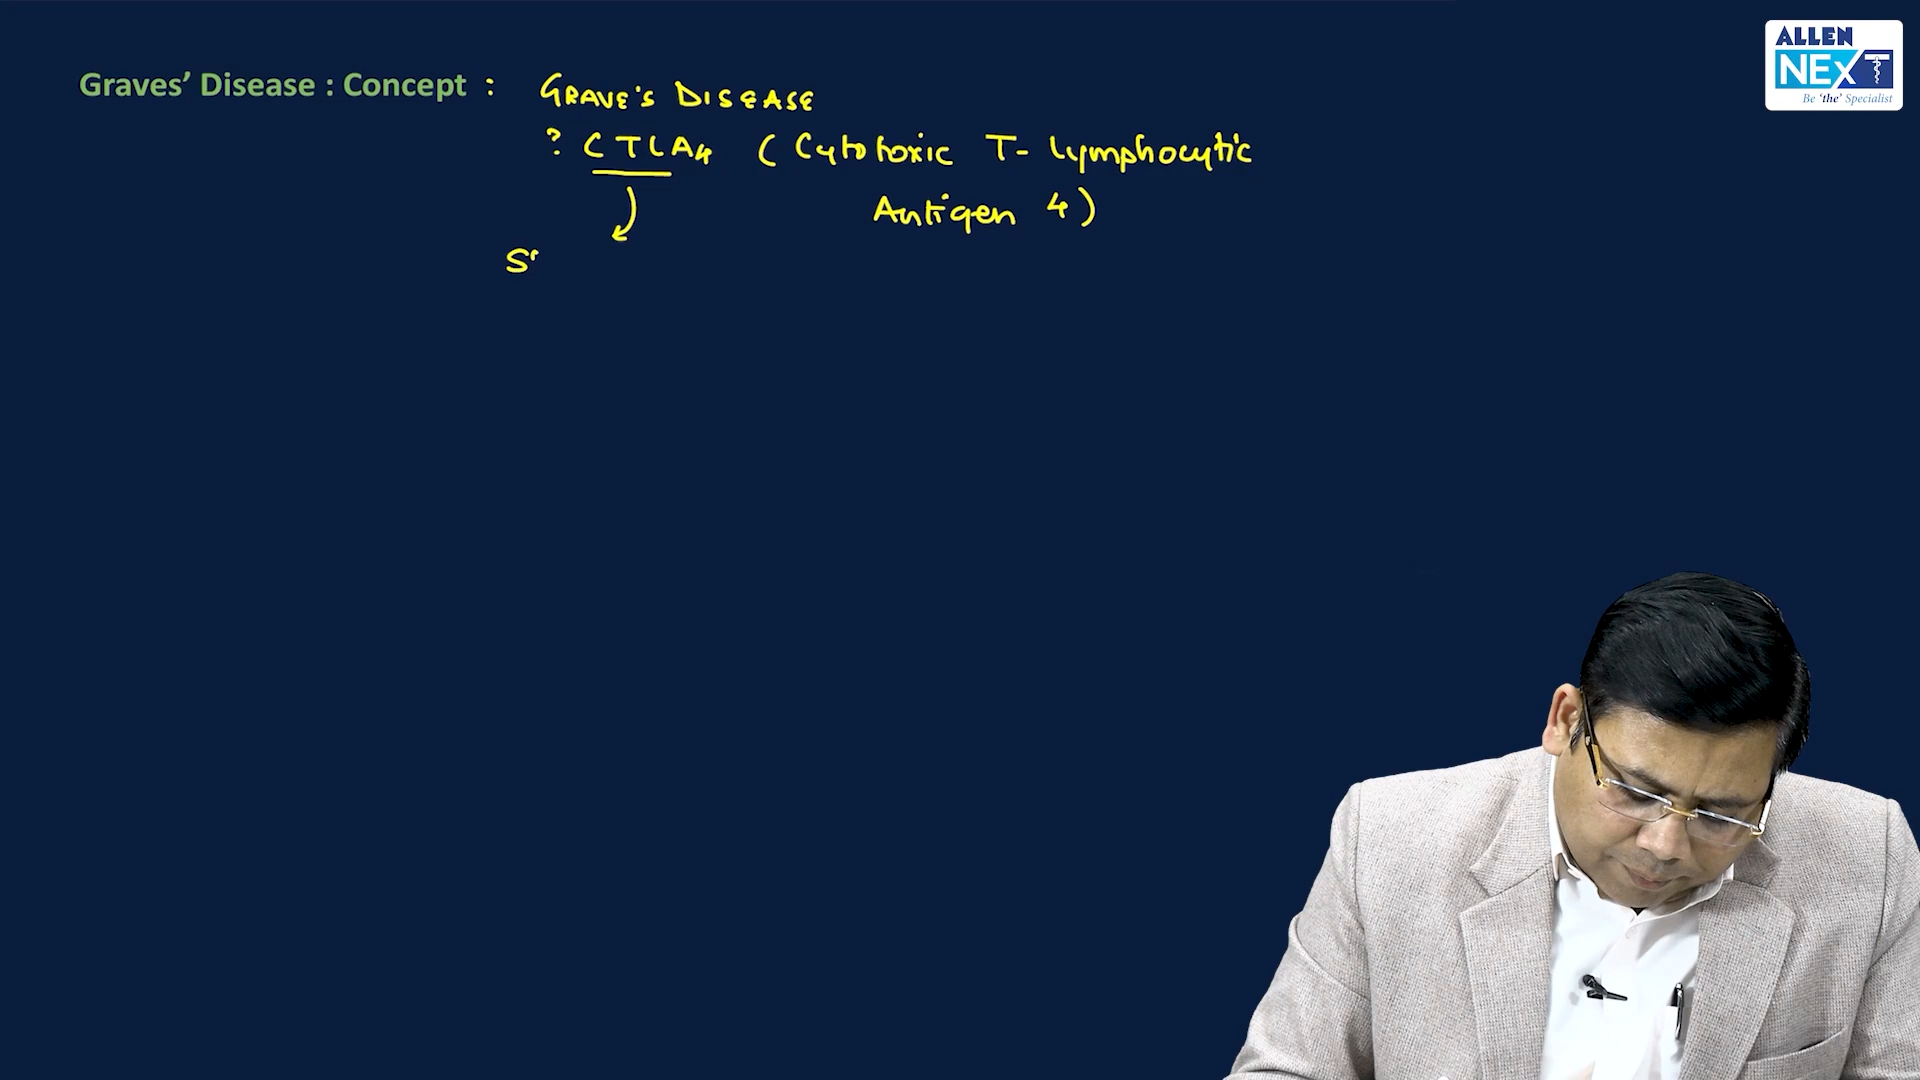 ALLEN
NEXT
Be 'the' Specialist
Graves' Disease : Concept :
GRAVE'S DISEASE
? CTLA4 ( Cytotoxic T- Lymphocytic
Antigen 4 )